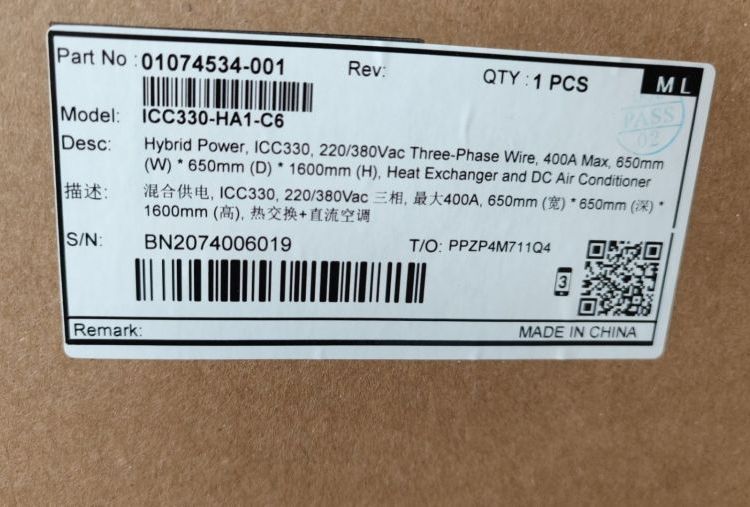 Part No : 01074534-001 Rev: QTY : 1 PCS M L
PASS
02
Model: ICC330-HA1-C6
Desc: Hybrid Power, ICC330, 220/380Vac Three-Phase Wire, 400A Max, 650mm
(W) * 650mm (D) * 1600mm (H), Heat Exchanger and DC Air Conditioner
描述: 混合供电, ICC330, 220/380Vac 三相, 最大400A, 650mm (宽) * 650mm (深) *
1600mm (高), 热交换+直流空调
S/N: BN2074006019 T/O: PPZP4M711Q4
3
Remark: MADE IN CHINA